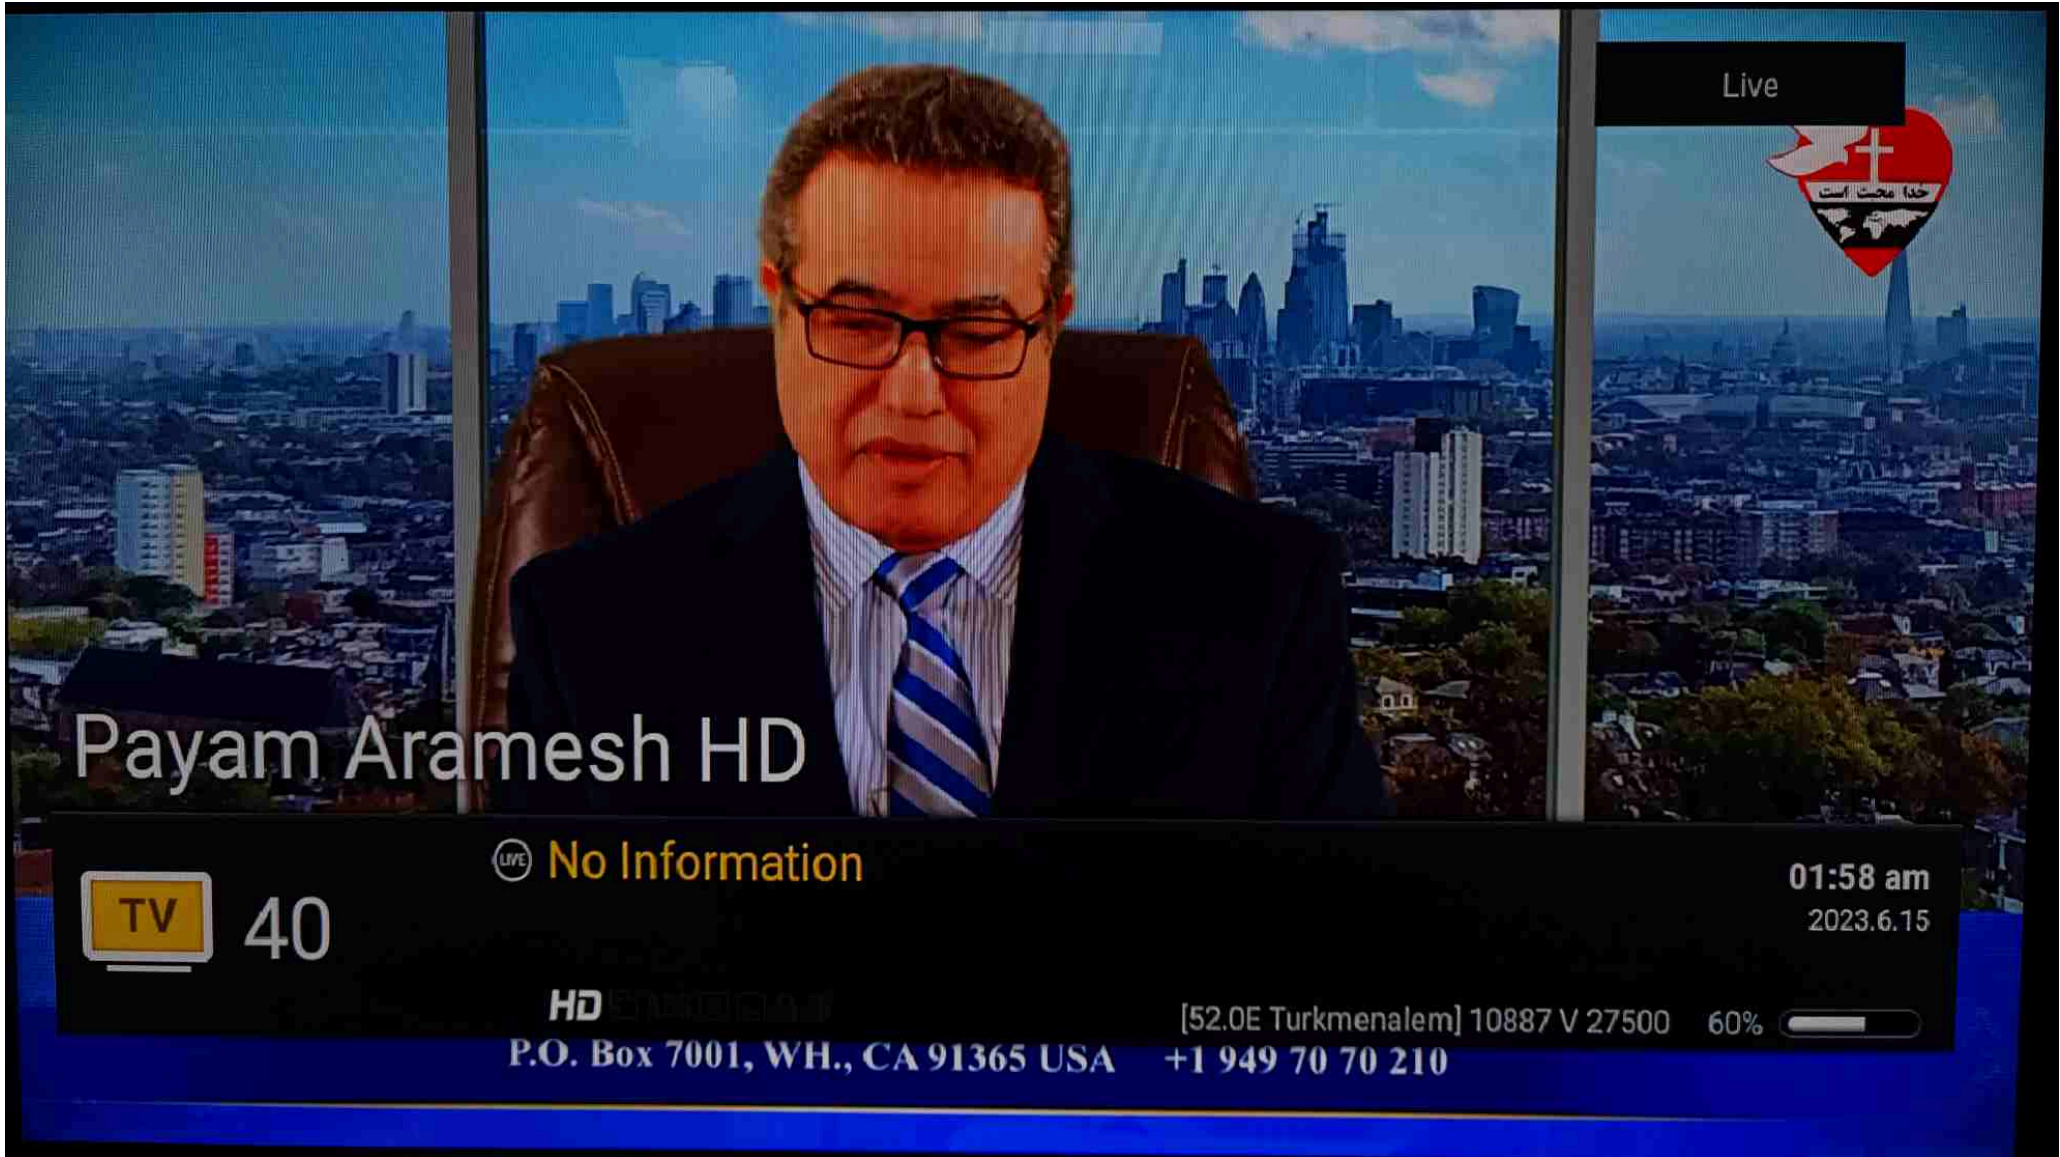 Live
خدا محبت است
Payam Aramesh HD
LIVE No Information
01:58 am
TV 40
2023.6.15
HD
[52.0E Turkmenalem] 10887 V 27500 60%
P.O. Box 7001, WH., CA 91365 USA +1 949 70 70 210